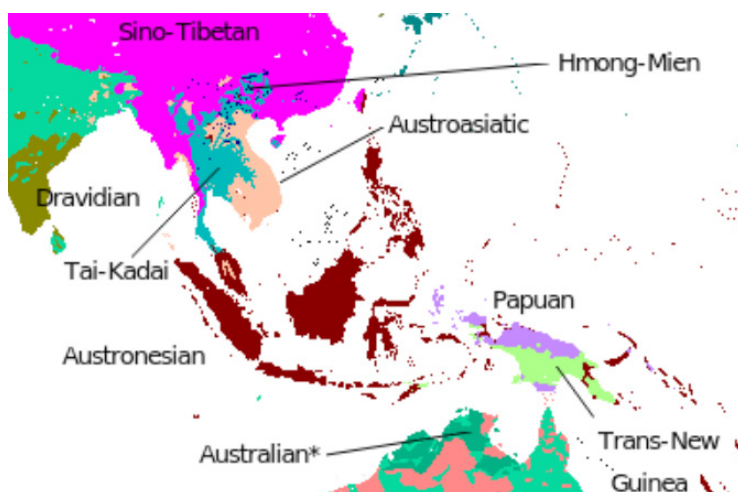 Sino-Tibetan
Hmong-Mien
Austroasiatic
Dravidian
Tai-Kadai
Papuan
Austronesian
Australian*
Trans-New
Guinea